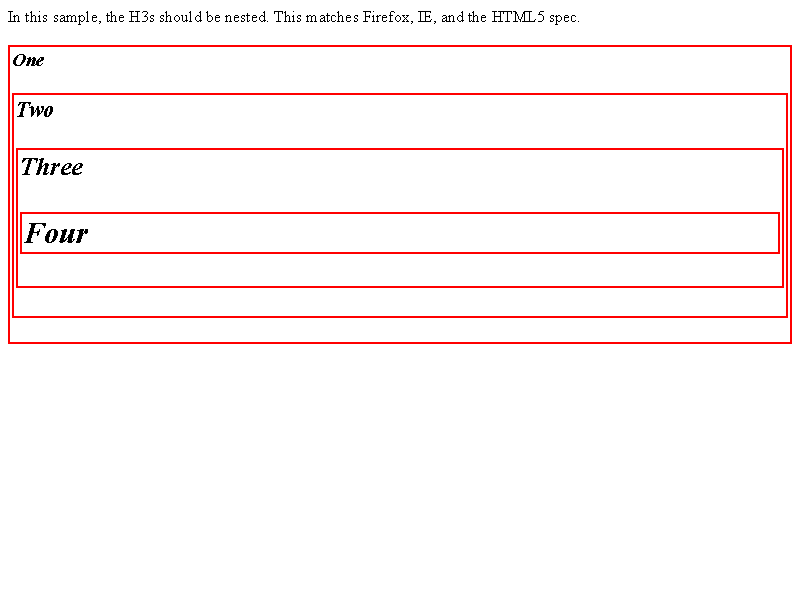 In this sample, the H3s should be nested. This matches Firefox, IE, and the HTML5 spec.
One
Two
Three
Four